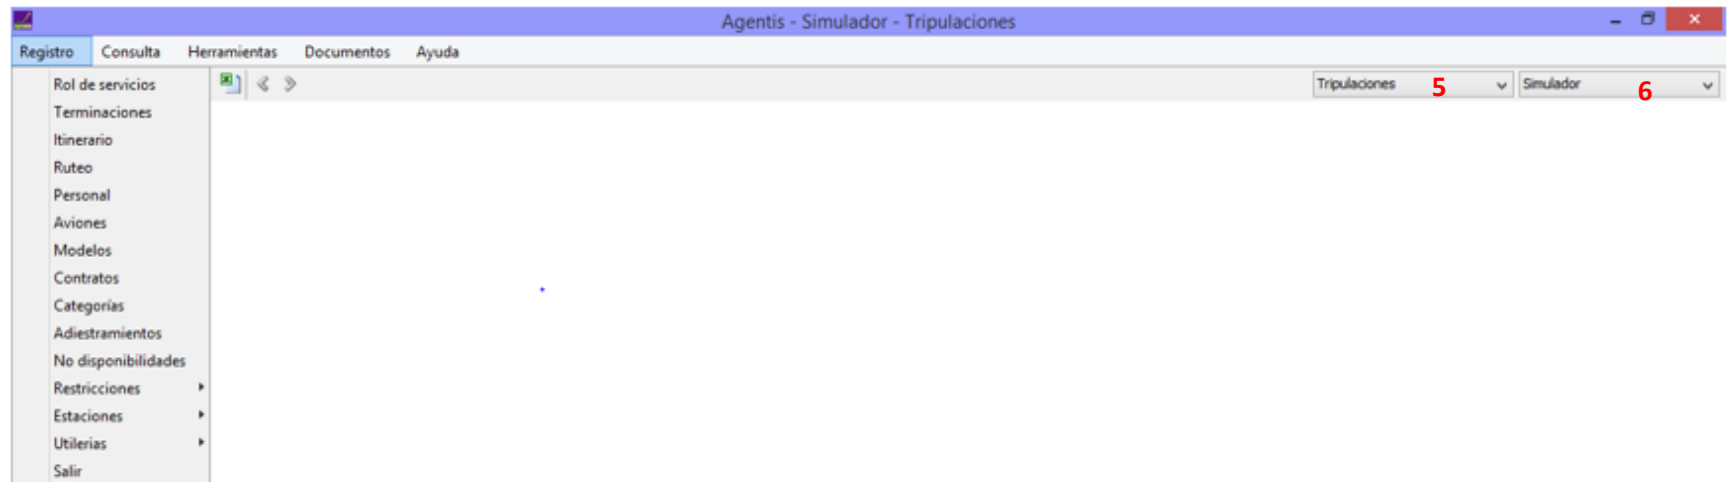 Agentis - Simulador - Tripulaciones
Registro Consulta Herramientas Documentos Ayuda
Tripulaciones 5 Simulador 6
Rol de servicios
Terminaciones
Itinerario
Ruteo
Personal
Aviones
Modelos
Contratos
Categorías
Adiestramientos
No disponibilidades
Restricciones
Estaciones
Utilerias
Salir